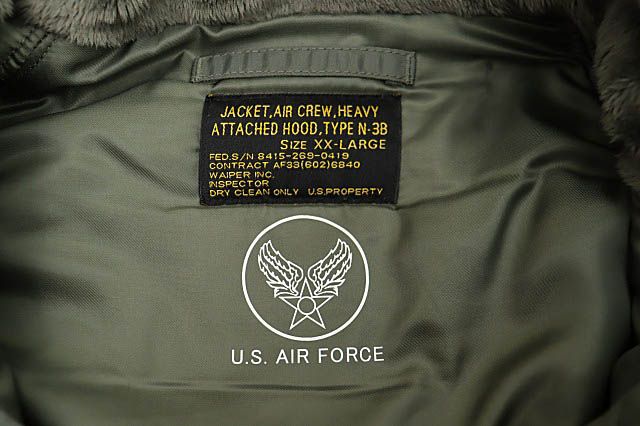 JACKET,AIR CREW,HEAVY
ATTACHED HOOD,TYPE N-3B
SIZE XX-LARGE
FED.S/N 8415-269-0419
CONTRACT AF33(602)6840
WAIPER INC.
INSPECTOR
DRY CLEAN ONLY U.S.PROPERTY
U.S. AIR FORCE